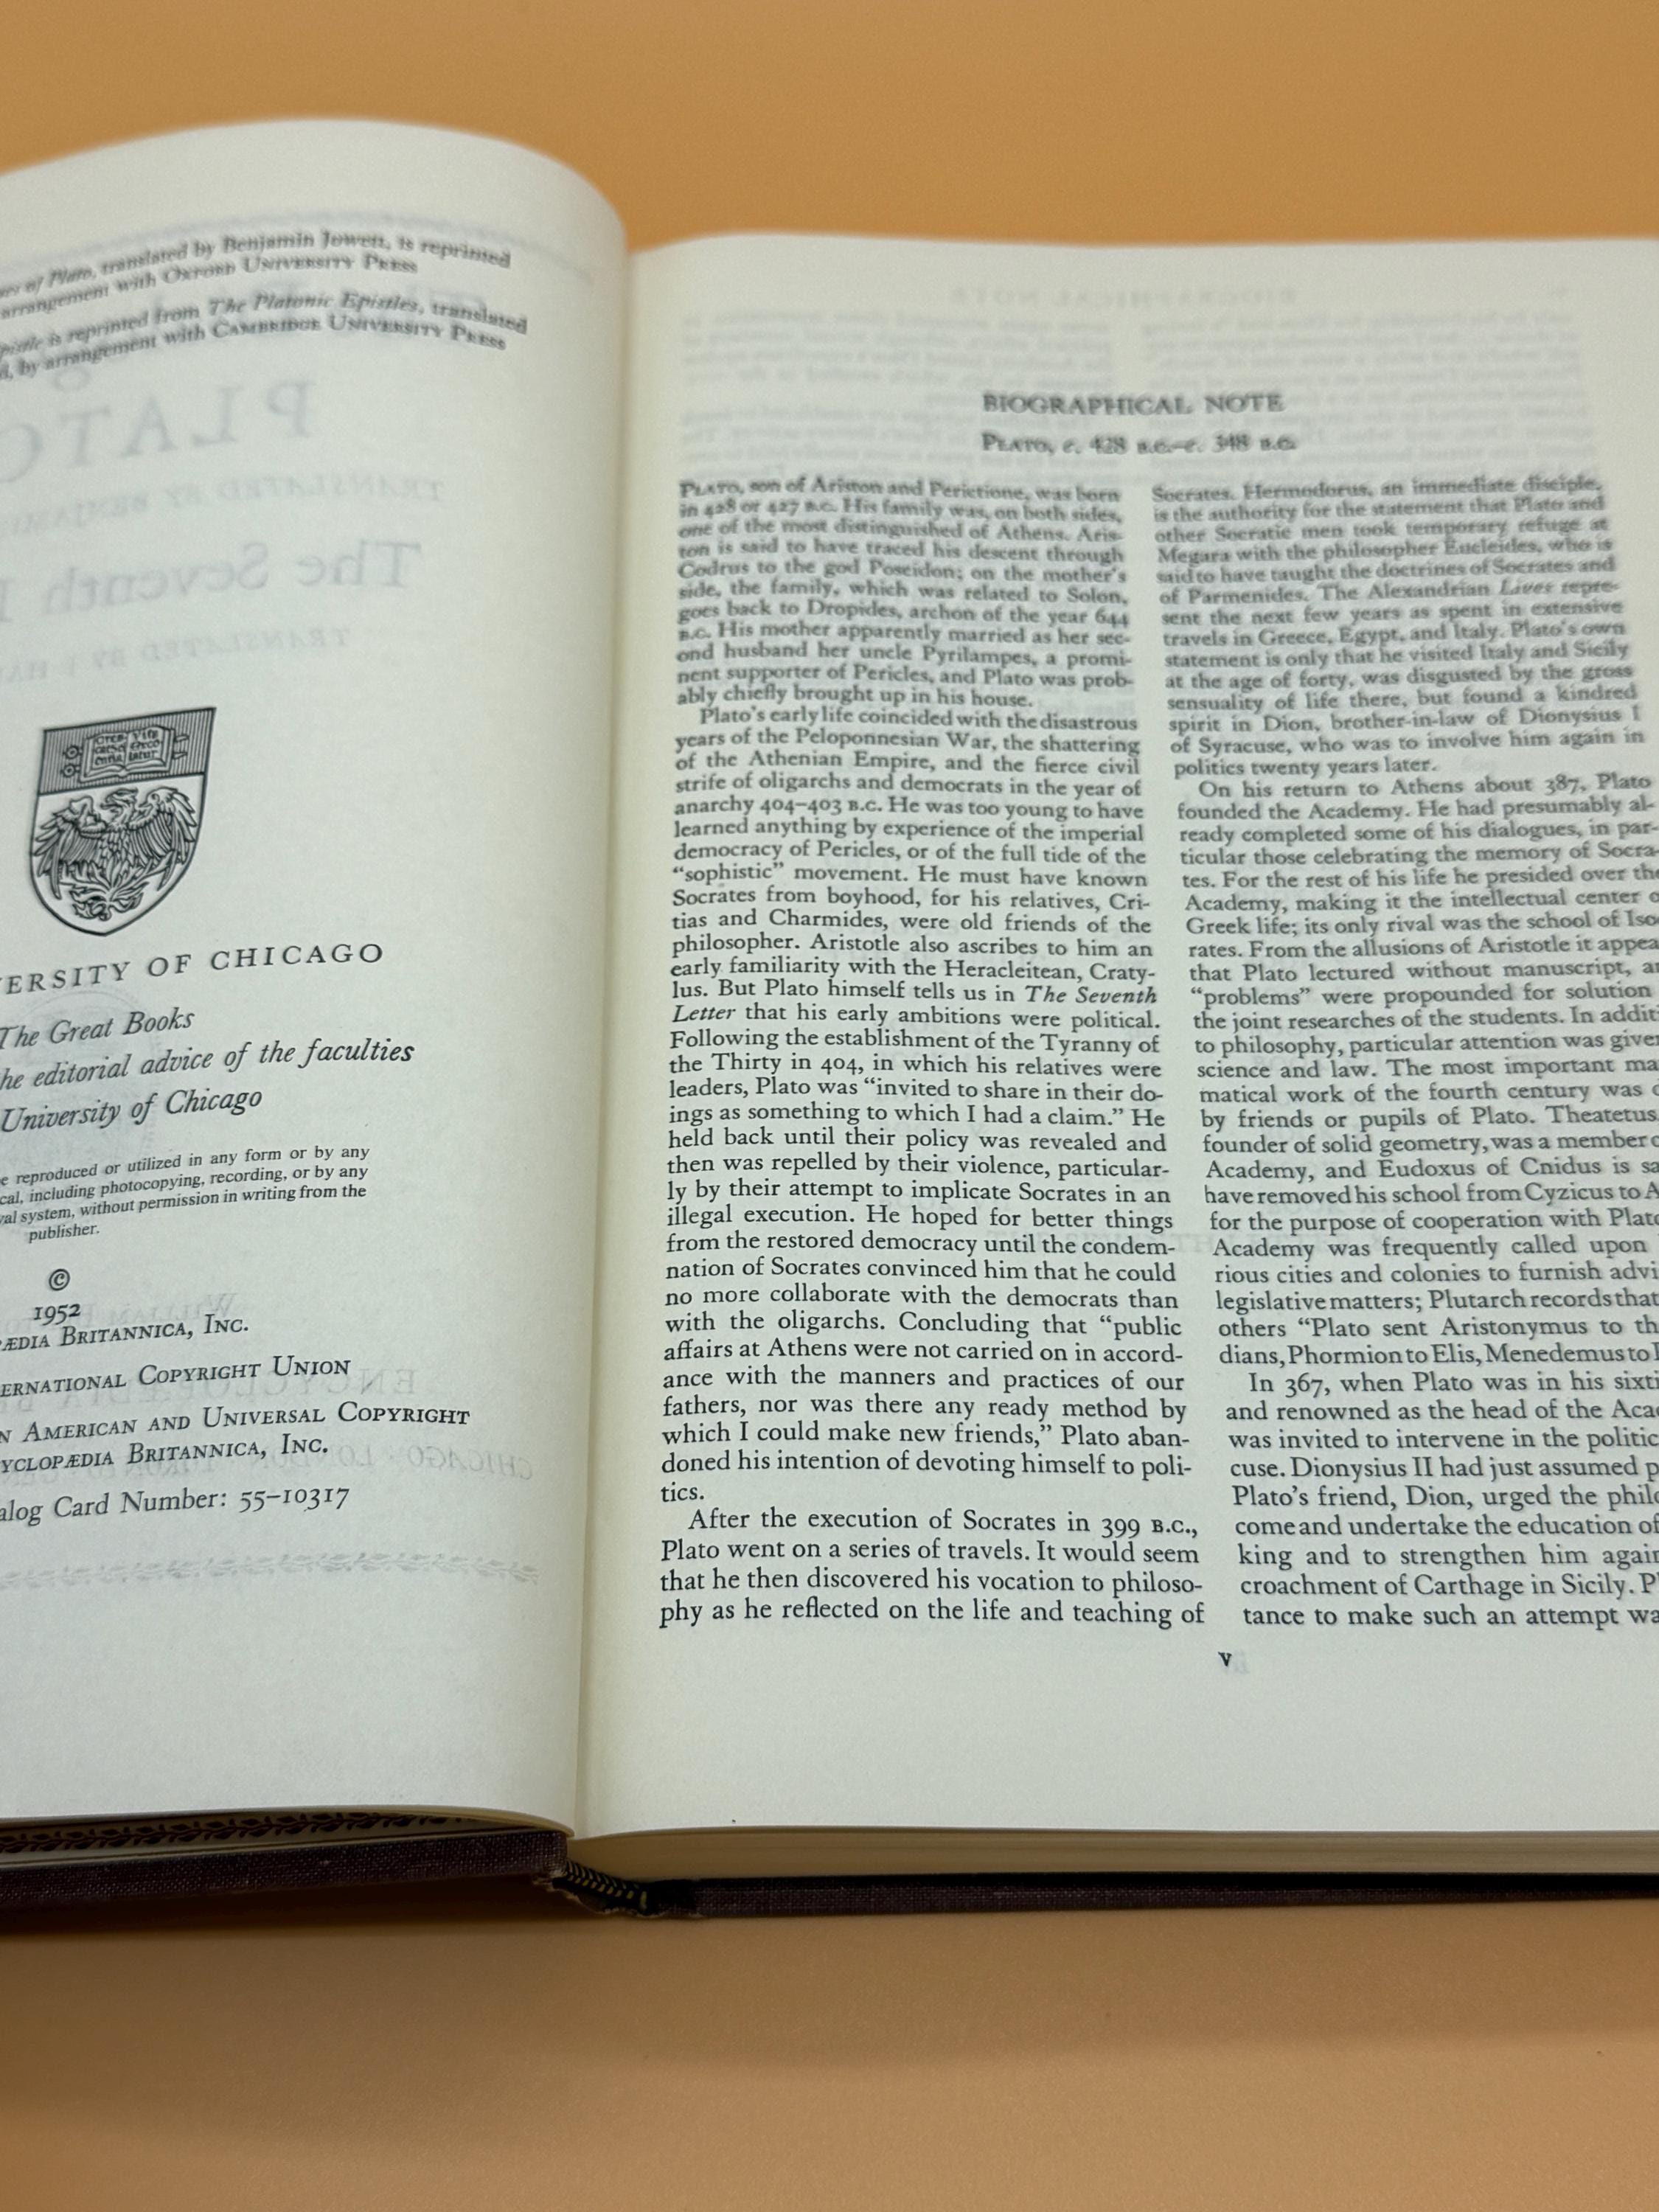 of Plato, translated by Benjamin Jowett, is reprinted
arrangement with OXFORD UNIVERSITY PRESS
is reprinted from The Platonic Epistles, translated
by arrangement with CAMBRIDGE UNIVERSITY PRESS
PLATO
TRANSLATED BY
The Seventh
TRANSLATED BY J
ERSITY OF CHICAGO
The Great Books
he editorial advice of the faculties
University of Chicago
e reproduced or utilized in any form or by any
cal, including photocopying, recording, or by any
val system, without permission in writing from the
publisher.
©
1952
ÆDIA BRITANNICA, INC.
ERNATIONAL COPYRIGHT UNION
N AMERICAN AND UNIVERSAL COPYRIGHT
YCLOPÆDIA BRITANNICA, INC.
alog Card Number: 55-10317
BIOGRAPHICAL NOTE
PLATO, c. 428 B.C.–c. 348 B.C.
PLATO, son of Ariston and Perictione, was born
in 428 or 427 B.C. His family was, on both sides,
one of the most distinguished of Athens. Aris-
ton is said to have traced his descent through
Codrus to the god Poseidon; on the mother's
side, the family, which was related to Solon,
goes back to Dropides, archon of the year 644
B.C. His mother apparently married as her sec-
ond husband her uncle Pyrilampes, a promi-
nent supporter of Pericles, and Plato was prob-
ably chiefly brought up in his house.
Plato's early life coincided with the disastrous
years of the Peloponnesian War, the shattering
of the Athenian Empire, and the fierce civil
strife of oligarchs and democrats in the year of
anarchy 404–403 B.C. He was too young to have
learned anything by experience of the imperial
democracy of Pericles, or of the full tide of the
"sophistic" movement. He must have known
Socrates from boyhood, for his relatives, Cri-
tias and Charmides, were old friends of the
philosopher. Aristotle also ascribes to him an
early familiarity with the Heracleitean, Craty-
lus. But Plato himself tells us in The Seventh
Letter that his early ambitions were political.
Following the establishment of the Tyranny of
the Thirty in 404, in which his relatives were
leaders, Plato was "invited to share in their do-
ings as something to which I had a claim." He
held back until their policy was revealed and
then was repelled by their violence, particular-
ly by their attempt to implicate Socrates in an
illegal execution. He hoped for better things
from the restored democracy until the condem-
nation of Socrates convinced him that he could
no more collaborate with the democrats than
with the oligarchs. Concluding that "public
affairs at Athens were not carried on in accord-
ance with the manners and practices of our
fathers, nor was there any ready method by
which I could make new friends," Plato aban-
doned his intention of devoting himself to poli-
tics.
After the execution of Socrates in 399 B.C.,
Plato went on a series of travels. It would seem
that he then discovered his vocation to philoso-
phy as he reflected on the life and teaching of
Socrates. Hermodorus, an immediate disciple,
is the authority for the statement that Plato and
other Socratic men took temporary refuge at
Megara with the philosopher Eucleides, who is
said to have taught the doctrines of Socrates and
of Parmenides. The Alexandrian Lives repre-
sent the next few years as spent in extensive
travels in Greece, Egypt, and Italy. Plato's own
statement is only that he visited Italy and Sicily
at the age of forty, was disgusted by the gross
sensuality of life there, but found a kindred
spirit in Dion, brother-in-law of Dionysius I
of Syracuse, who was to involve him again in
politics twenty years later.
On his return to Athens about 387, Plato
founded the Academy. He had presumably al-
ready completed some of his dialogues, in par-
ticular those celebrating the memory of Socra-
tes. For the rest of his life he presided over the
Academy, making it the intellectual center o
Greek life; its only rival was the school of Iso
rates. From the allusions of Aristotle it appea
that Plato lectured without manuscript, an
"problems" were propounded for solution
the joint researches of the students. In additi
to philosophy, particular attention was given
science and law. The most important ma
matical work of the fourth century was d
by friends or pupils of Plato. Theatetus,
founder of solid geometry, was a member o
Academy, and Eudoxus of Cnidus is sa
have removed his school from Cyzicus to A
for the purpose of cooperation with Plato
Academy was frequently called upon
rious cities and colonies to furnish advi
legislative matters; Plutarch records that
others "Plato sent Aristonymus to th
dians, Phormion to Elis, Menedemus to P
In 367, when Plato was in his sixti
and renowned as the head of the Aca
was invited to intervene in the politic
cuse. Dionysius II had just assumed p
Plato's friend, Dion, urged the philo
come and undertake the education of
king and to strengthen him again
croachment of Carthage in Sicily. Pl
tance to make such an attempt wa
v